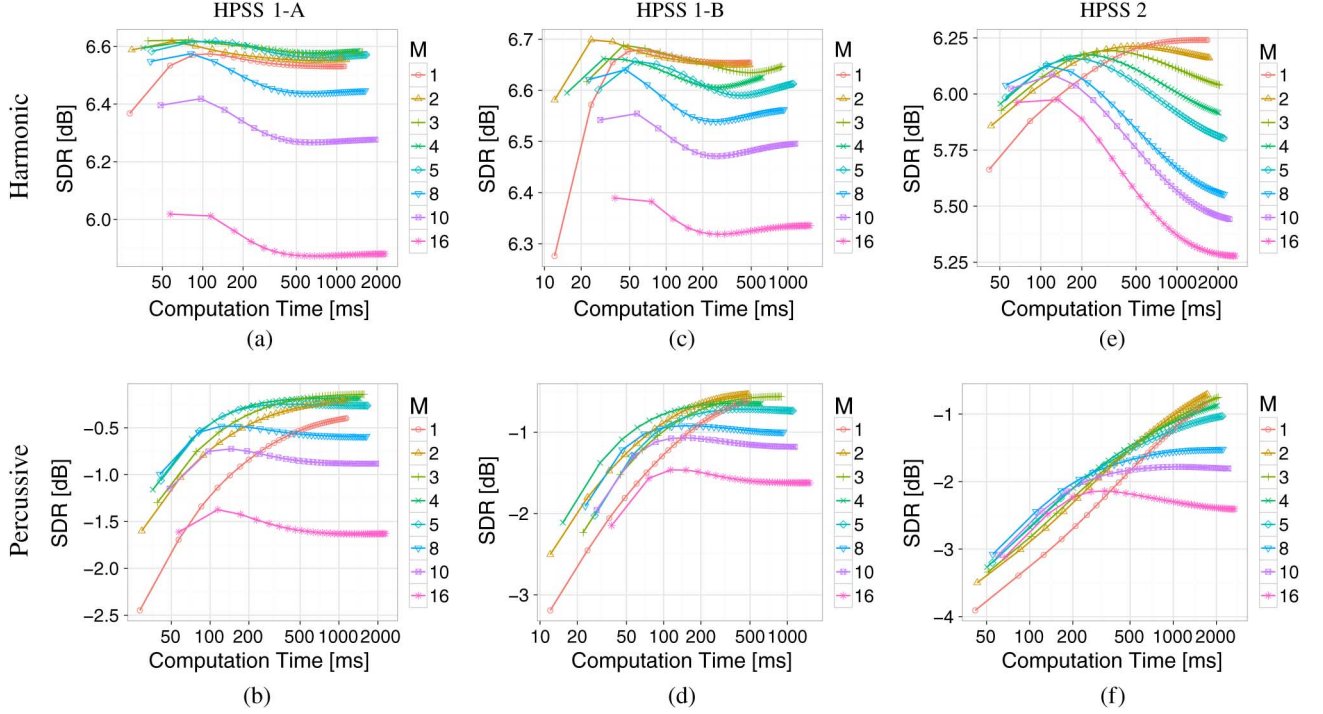 HPSS 1-A
HPSS 1-B
HPSS 2
Harmonic
SDR [dB]
6.6
6.4
6.2
6.0
50 100 200 500 1000 2000
Computation Time [ms]
(a)
M
1
2
3
4
5
8
10
16
SDR [dB]
6.7
6.6
6.5
6.4
6.3
10 20 50 100 200 500 1000
Computation Time [ms]
(c)
M
1
2
3
4
5
8
10
16
SDR [dB]
6.25
6.00
5.75
5.50
5.25
50 100 200 500 1000 2000
Computation Time [ms]
(e)
M
1
2
3
4
5
8
10
16
Percussive
SDR [dB]
−0.5
−1.0
−1.5
−2.0
−2.5
50 100 200 500 1000 2000
Computation Time [ms]
(b)
M
1
2
3
4
5
8
10
16
SDR [dB]
−1
−2
−3
10 20 50 100 200 500 1000
Computation Time [ms]
(d)
M
1
2
3
4
5
8
10
16
SDR [dB]
−1
−2
−3
−4
50 100 200 500 1000 2000
Computation Time [ms]
(f)
M
1
2
3
4
5
8
10
16